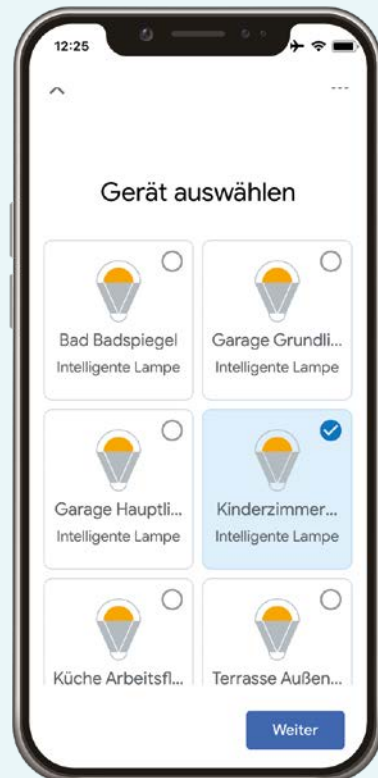 12:25
Gerät auswählen
Bad Badspiegel
Intelligente Lampe
Garage Grundli...
Intelligente Lampe
Garage Hauptli...
Intelligente Lampe
Kinderzimmer...
Intelligente Lampe
Küche Arbeitsfl...
Terrasse Außen...
Weiter